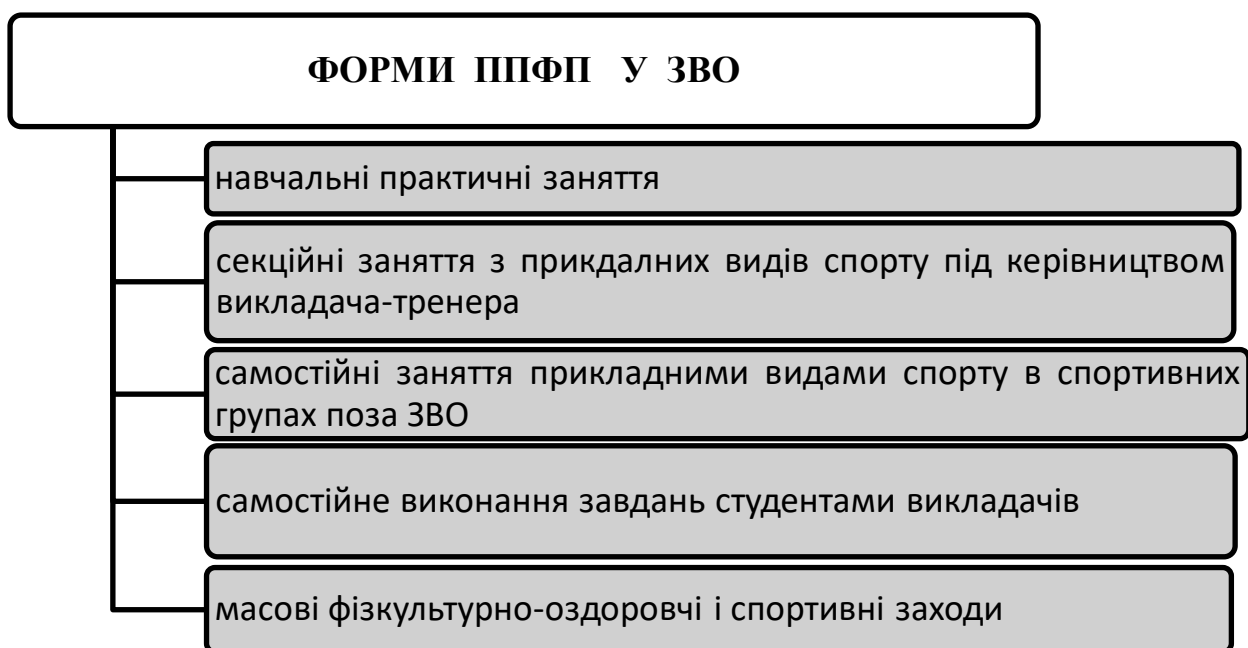 ФОРМИ ППФП У ЗВО
навчальні практичні заняття
секційні заняття з прикдалних видів спорту під керівництвом
викладача-тренера
самостійні заняття прикладними видами спорту в спортивних
групах поза ЗВО
самостійне виконання завдань студентами викладачів
масові фізкультурно-оздоровчі і спортивні заходи